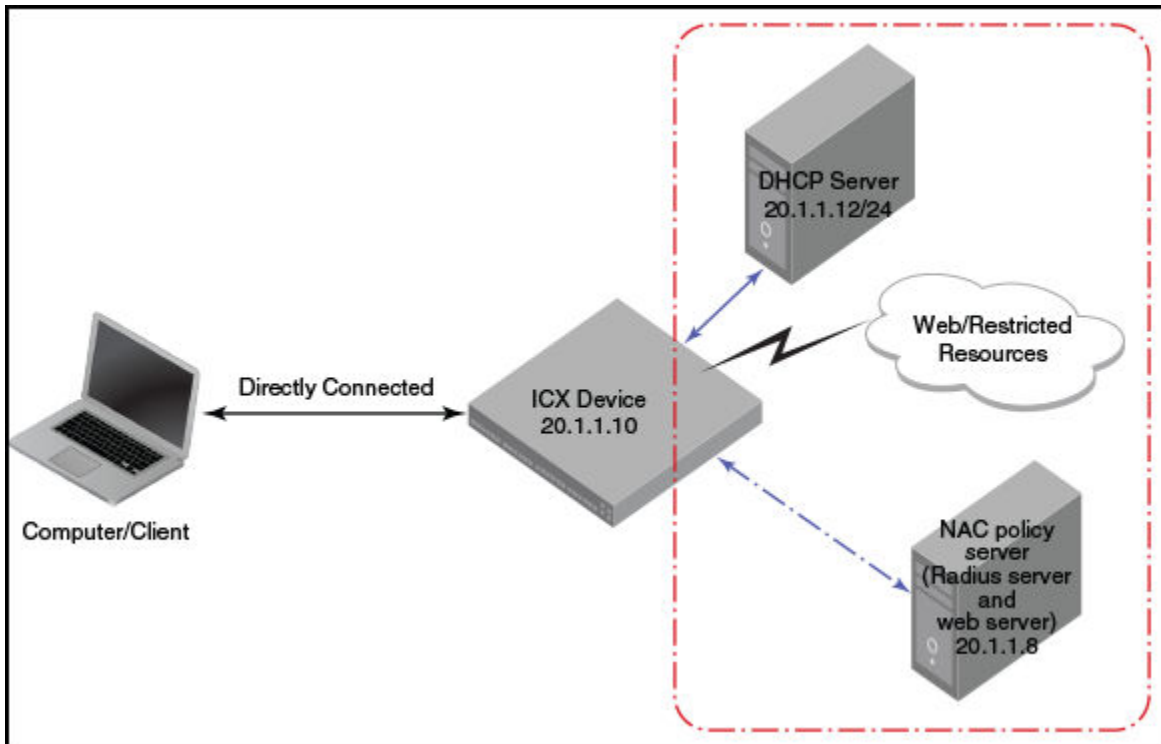 DHCP Server
20.1.1.12/24
Web/Restricted
Resources
Directly Connected
ICX Device
20.1.1.10
Computer/Client
NAC policy
server
(Radius server
and
web server)
20.1.1.8